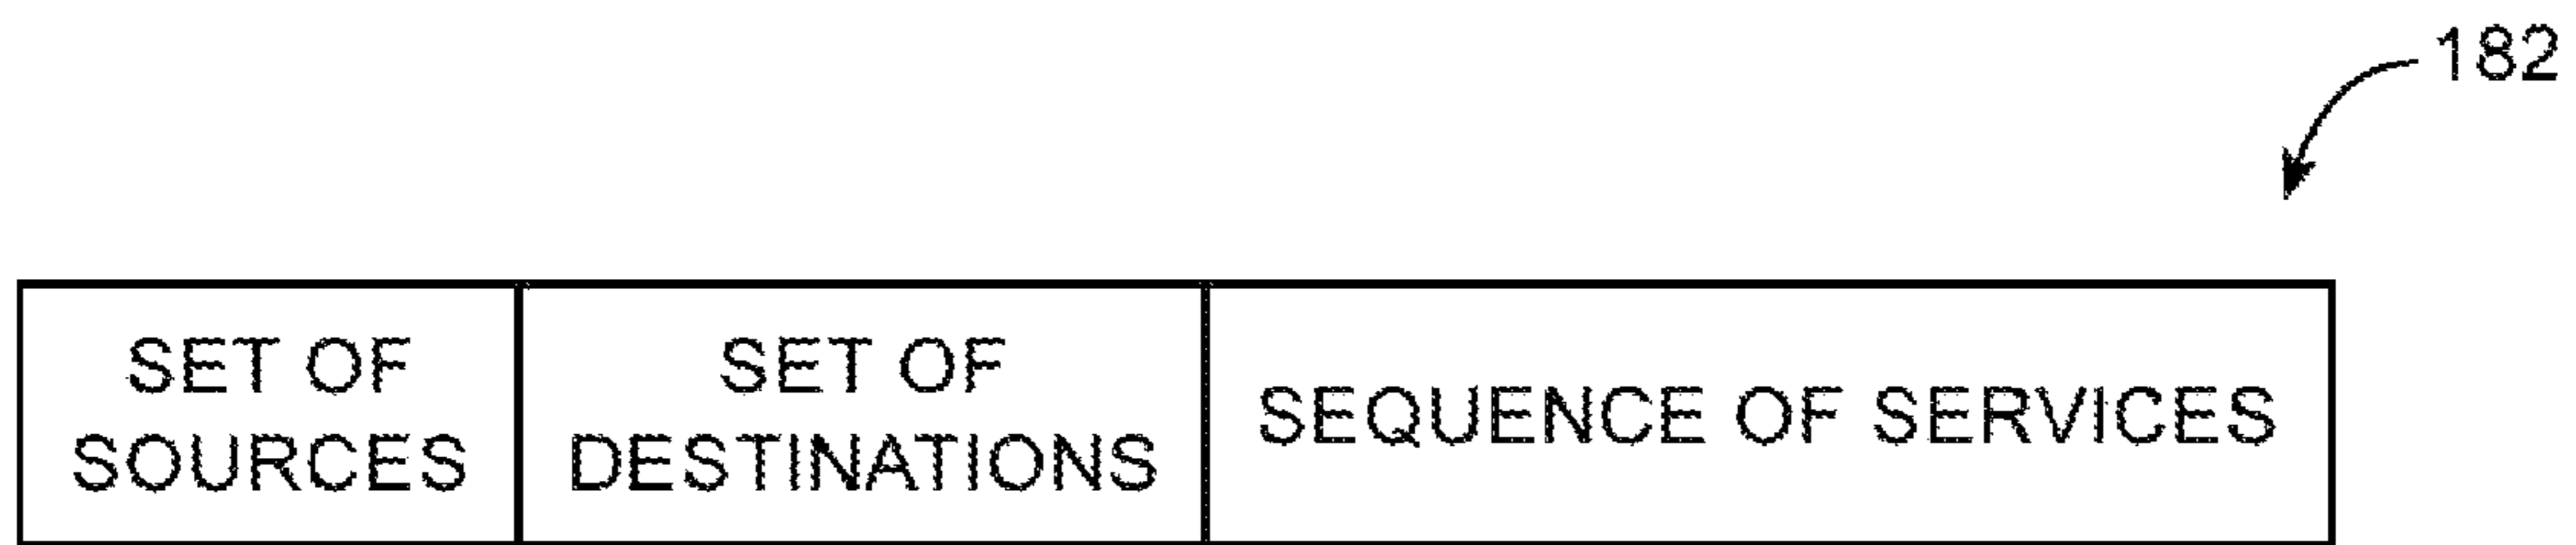 182
SET OF
SOURCES
SET OF
DESTINATIONS
SEQUENCE OF SERVICES